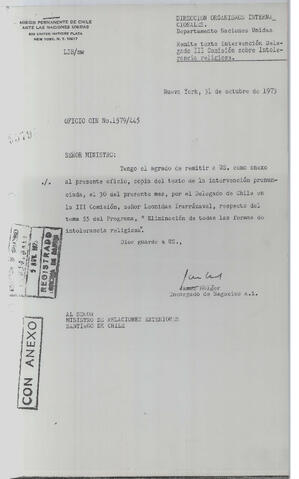 MISION PERMANENTE DE CHILE
ANTE LAS NACIONES UNIDAS
809 UNITED NATIONS PLAZA
NEW YORK, N. Y. 10017
LJB/mw
DIRECCION ORGANISMOS INTERNA-
CIONALES.
Departamento Naciones Unidas
Remite texto intervención Dele-
gado III Comisión sobre Intole-
rancia religiosa.
Nueva York, 31 de octubre de 1973
OFICIO OIN No.1579/445
SEÑOR MINISTRO:
Tengo el agrado de remitir a US. como anexo
./. al presente oficio, copia del texto de la intervención pronun-
ciada, el 30 del presente mes, por el Delegado de Chile en
la III Comisión, señor Leonidas Irarrázaval, respecto del
tema 55 del Programa, " Eliminación de todas las formas de
intolerancia religiosa".
Dios guarde a US.,
Encargado de Negocios a.i.
AL SEÑOR
MINISTRO DE RELACIONES EXTERIORES
SANTIAGO DE CHILE
REGISTRADO
CON ANEXO